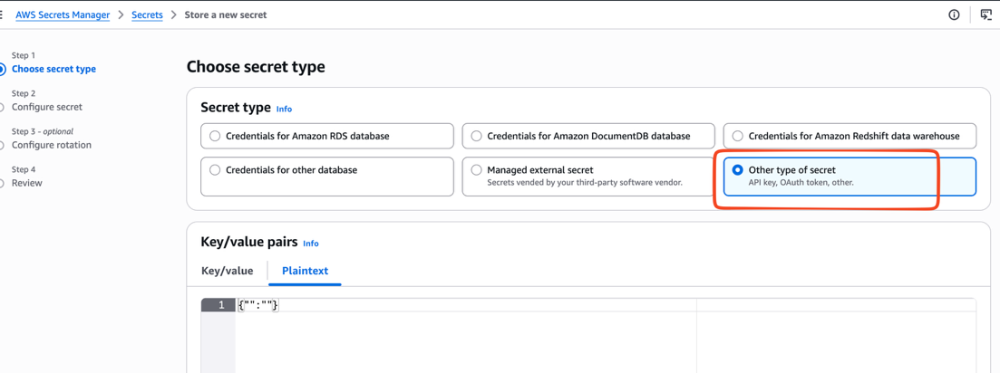 AWS Secrets Manager > Secrets > Store a new secret
Step 1
Choose secret type
Step 2
Configure secret
Step 3 - optional
Configure rotation
Step 4
Review
Choose secret type
Secret type Info
Credentials for Amazon RDS database
Credentials for Amazon DocumentDB database
Credentials for Amazon Redshift data warehouse
Credentials for other database
Managed external secret
Secrets vended by your third-party software vendor.
Other type of secret
API key, OAuth token, other.
Key/value pairs Info
Key/value Plaintext
1 {"":""}